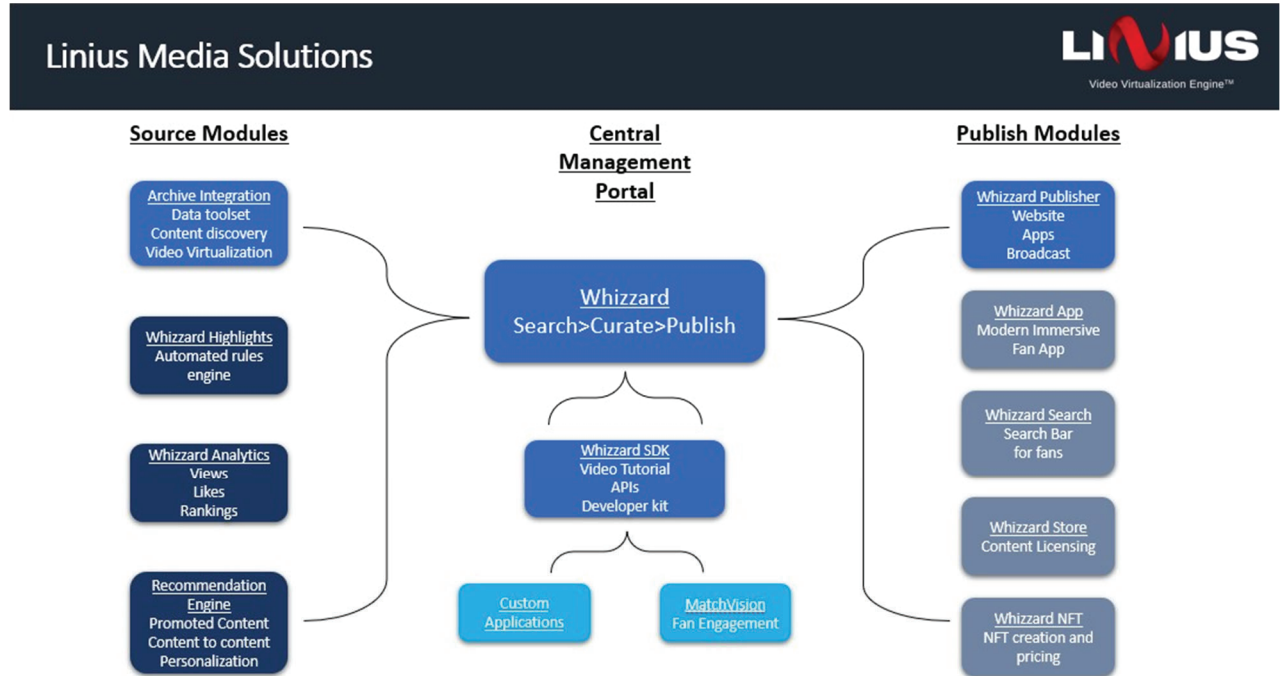 Linius Media Solutions
LINIUS
Video Virtualization Engine™
Source Modules
Archive Integration
Data toolset
Content discovery
Video Virtualization
Whizzard Highlights
Automated rules
engine
Whizzard Analytics
Views
Likes
Rankings
Recommendation
Engine
Promoted Content
Content to content
Personalization
Central
Management
Portal
Whizzard
Search>Curate>Publish
Whizzard SDK
Video Tutorial
APIs
Developer kit
Custom
Applications
MatchVision
Fan Engagement
Publish Modules
Whizzard Publisher
Website
Apps
Broadcast
Whizzard App
Modern Immersive
Fan App
Whizzard Search
Search Bar
for fans
Whizzard Store
Content Licensing
Whizzard NFT
NFT creation and
pricing